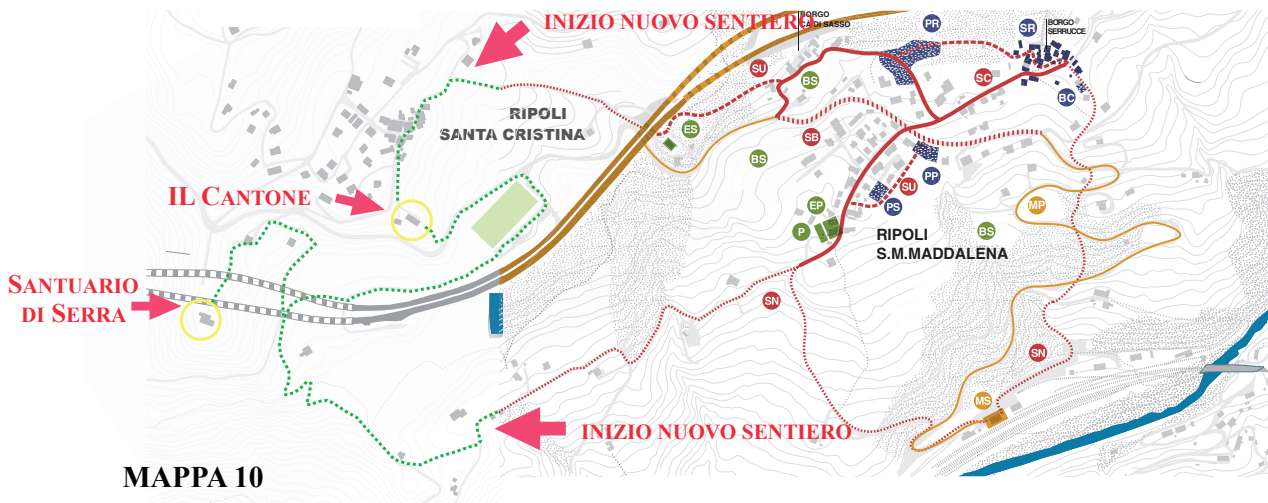 INIZIO NUOVO SENTIERO
BORGO
CA DI SASSO
PR
SR
BORGO
SERRUCCE
SU
BS
SC
BC
RIPOLI
SANTA CRISTINA
ES
SB
BS
PP
SU
IL CANTONE
PS
EP
MP
P
RIPOLI
S.M.MADDALENA
BS
SANTUARIO
DI SERRA
SN
SN
MS
INIZIO NUOVO SENTIERO
MAPPA 10